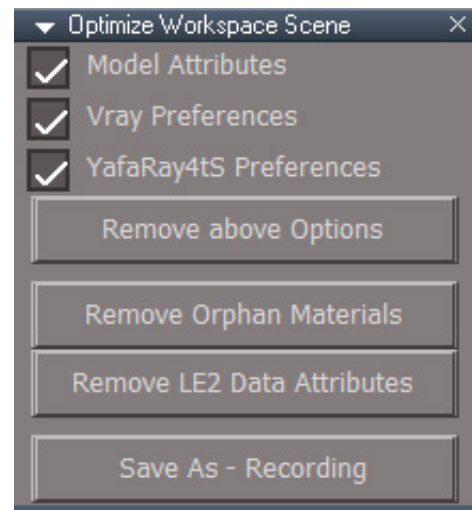 Optimize Workspace Scene
Model Attributes
Vray Preferences
YafaRay4tS Preferences
Remove above Options
Remove Orphan Materials
Remove LE2 Data Attributes
Save As - Recording